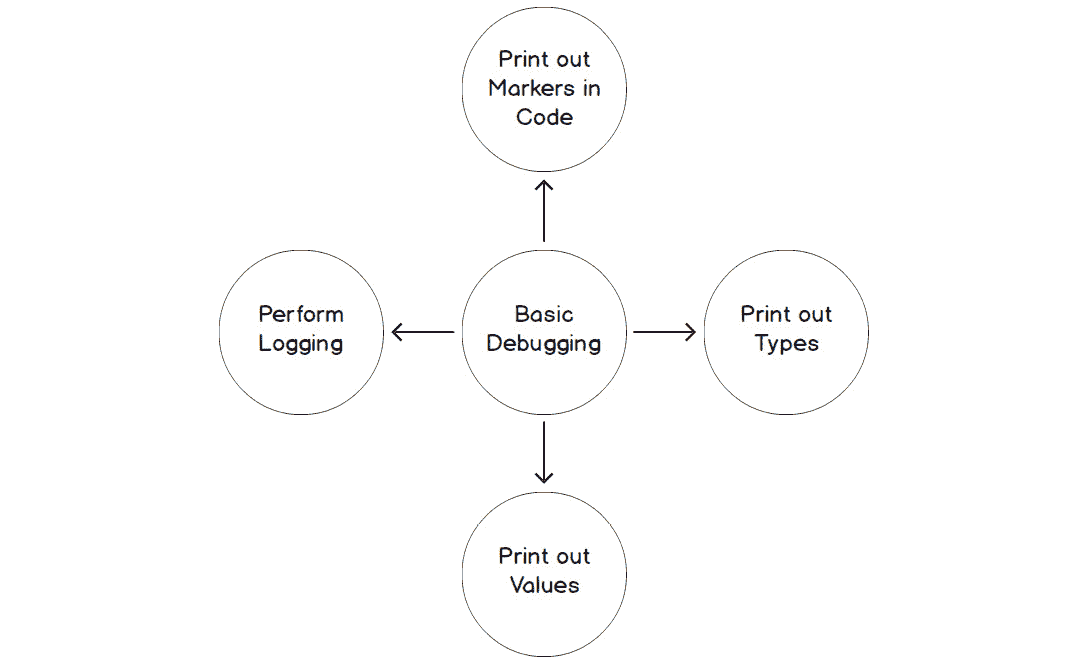 Print out
Markers in
Code
Perform
Logging
Basic
Debugging
Print out
Types
Print out
Values